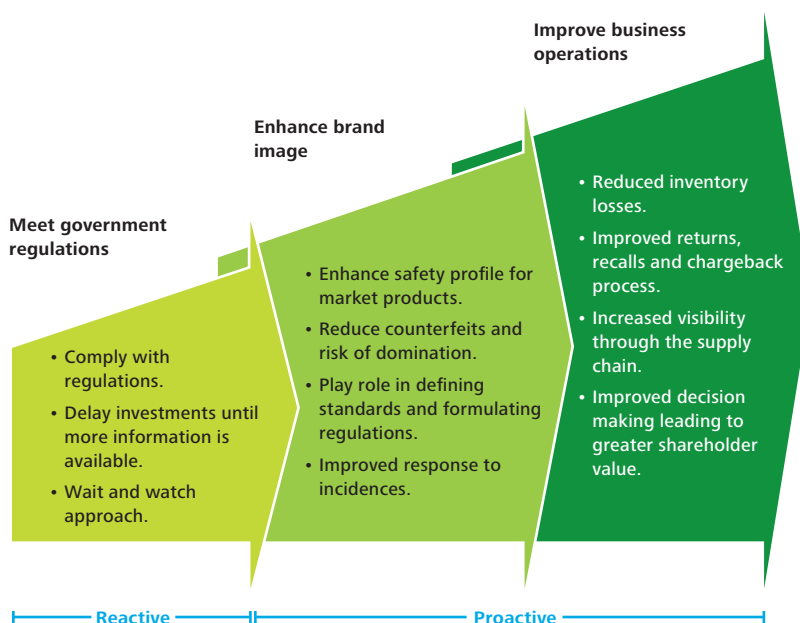 Improve business
operations
Enhance brand
image
Meet government
regulations
• Comply with
regulations.
• Delay investments until
more information is
available.
• Wait and watch
approach.
• Enhance safety profile for
market products.
• Reduce counterfeits and
risk of domination.
• Play role in defining
standards and formulating
regulations.
• Improved response to
incidences.
• Reduced inventory
losses.
• Improved returns,
recalls and chargeback
process.
• Increased visibility
through the supply
chain.
• Improved decision
making leading to
greater shareholder
value.
Reactive
Proactive